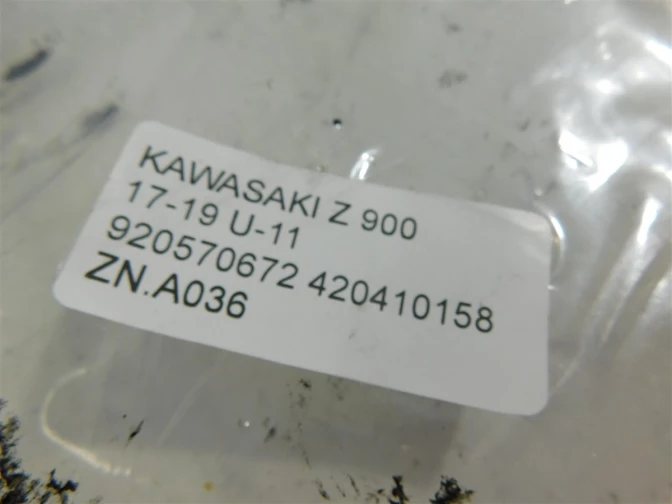 KAWASAKI Z 900
17-19 U-11
920570672 420410158
ZN.A036